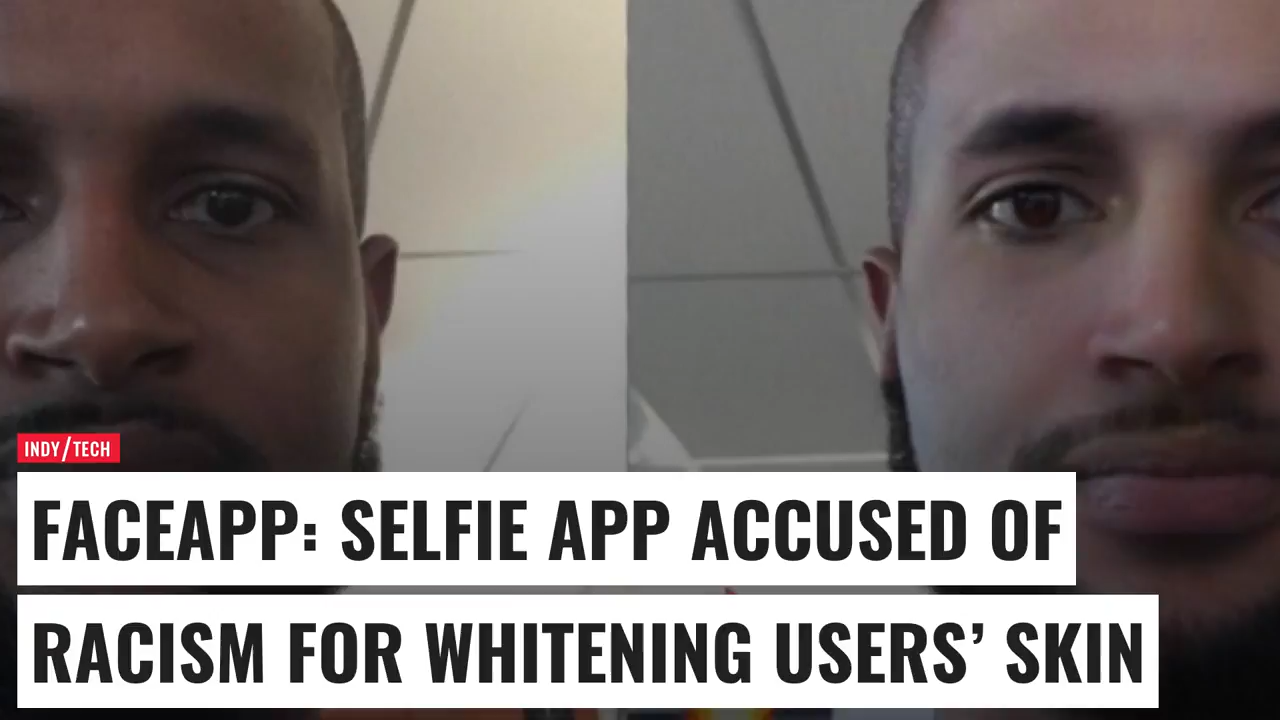 INDY/TECH
FACEAPP: SELFIE APP ACCUSED OF
RACISM FOR WHITENING USERS’ SKIN